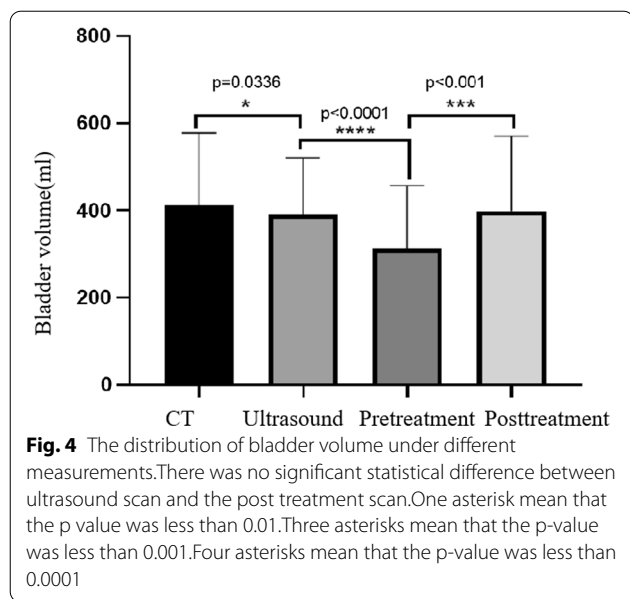 800
600
400
200
0
Bladder volume(ml)
p=0.0336
*
p<0.0001
****
p<0.001
***
CT Ultrasound Pretreatment Posttreatment
Fig. 4 The distribution of bladder volume under different
measurements.There was no significant statistical difference between
ultrasound scan and the post treatment scan.One asterisk mean that
the p value was less than 0.01.Three asterisks mean that the p-value
was less than 0.001.Four asterisks mean that the p-value was less than
0.0001